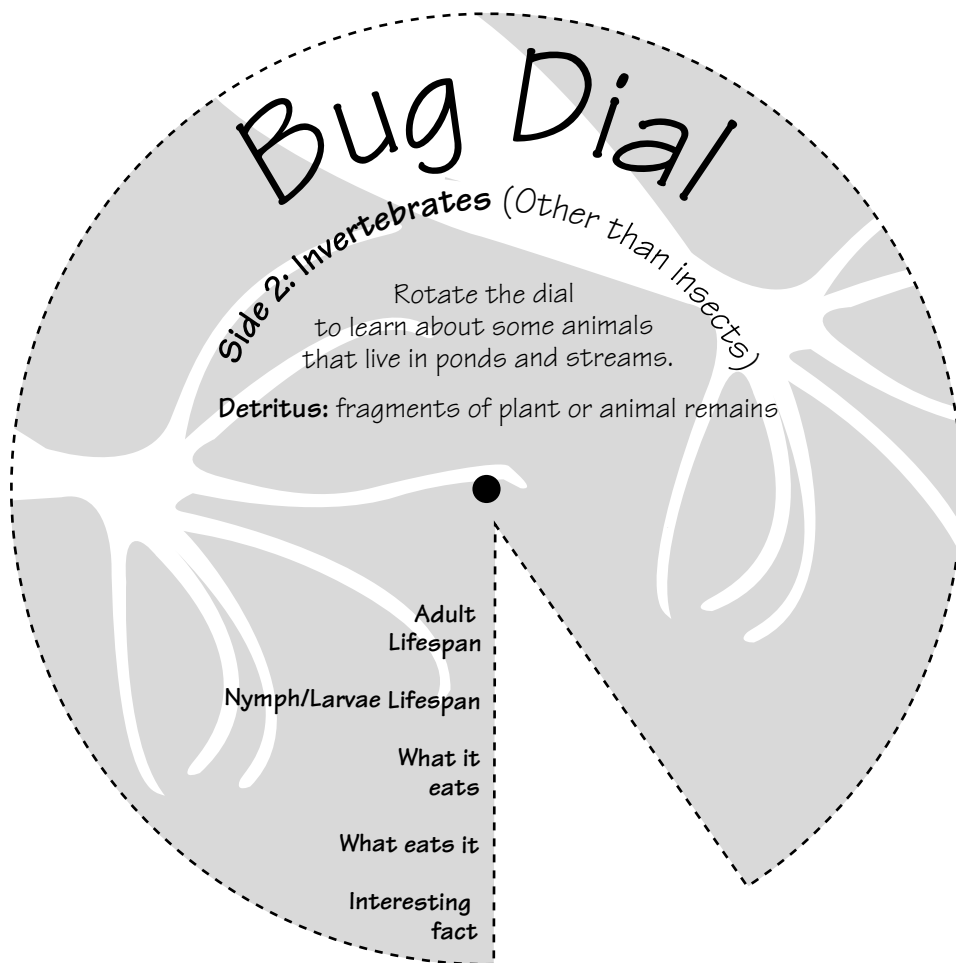 Bug Dial
Side 2: Invertebrates (Other than insects)
Rotate the dial
to learn about some animals
that live in ponds and streams.
Detritus: fragments of plant or animal remains
Adult
Lifespan
Nymph/Larvae Lifespan
What it
eats
What eats it
Interesting
fact